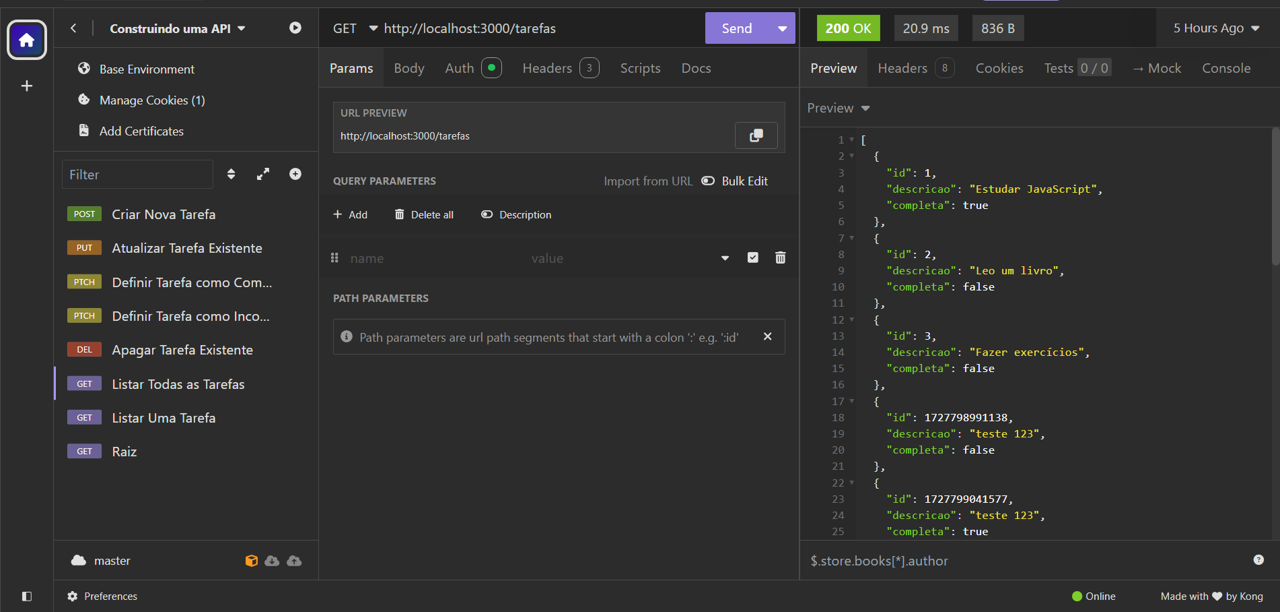 Construindo uma API
Base Environment
Manage Cookies (1)
Add Certificates
Filter
POST Criar Nova Tarefa
PUT Atualizar Tarefa Existente
PTCH Definir Tarefa como Com...
PTCH Definir Tarefa como Inco...
DEL Apagar Tarefa Existente
GET Listar Todas as Tarefas
GET Listar Uma Tarefa
GET Raiz
master
Preferences
GET http://localhost:3000/tarefas Send
Params Body Auth Headers 3 Scripts Docs
URL PREVIEW
http://localhost:3000/tarefas
QUERY PARAMETERS Import from URL Bulk Edit
+ Add Delete all Description
name value
PATH PARAMETERS
Path parameters are url path segments that start with a colon ':' e.g. ':id'
200 OK 20.9 ms 836 B 5 Hours Ago
Preview Headers 8 Cookies Tests 0 / 0 → Mock Console
Preview
1 [
2 {
3 "id": 1,
4 "descricao": "Estudar JavaScript",
5 "completa": true
6 },
7 {
8 "id": 2,
9 "descricao": "Leo um livro",
10 "completa": false
11 },
12 {
13 "id": 3,
14 "descricao": "Fazer exercícios",
15 "completa": false
16 },
17 {
18 "id": 1727798991138,
19 "descricao": "teste 123",
20 "completa": false
21 },
22 {
23 "id": 1727799041577,
24 "descricao": "teste 123",
25 "completa": true
$.store.books[*].author
Online Made with ♥ by Kong